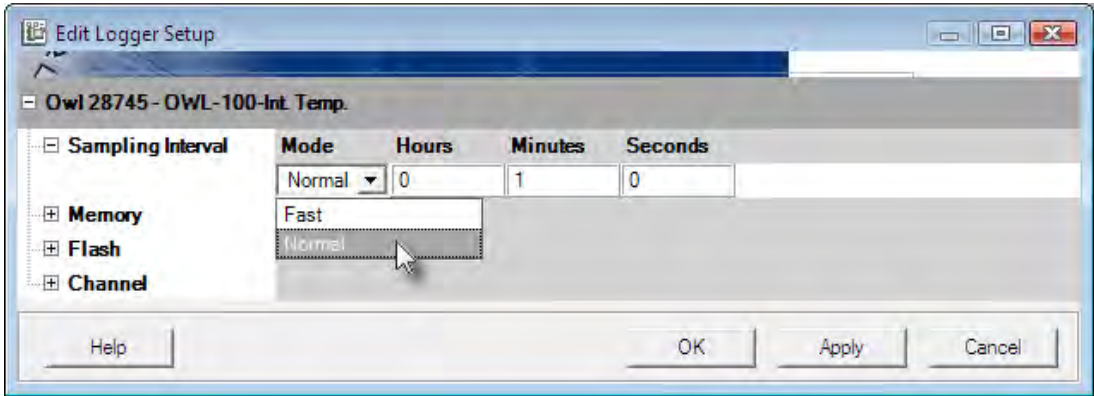 Edit Logger Setup
Owl 28745 - OWL-100-Int. Temp.
Sampling Interval Mode Hours Minutes Seconds
Normal 0 1 0
Memory Fast
Normal
Flash
Channel
Help OK Apply Cancel